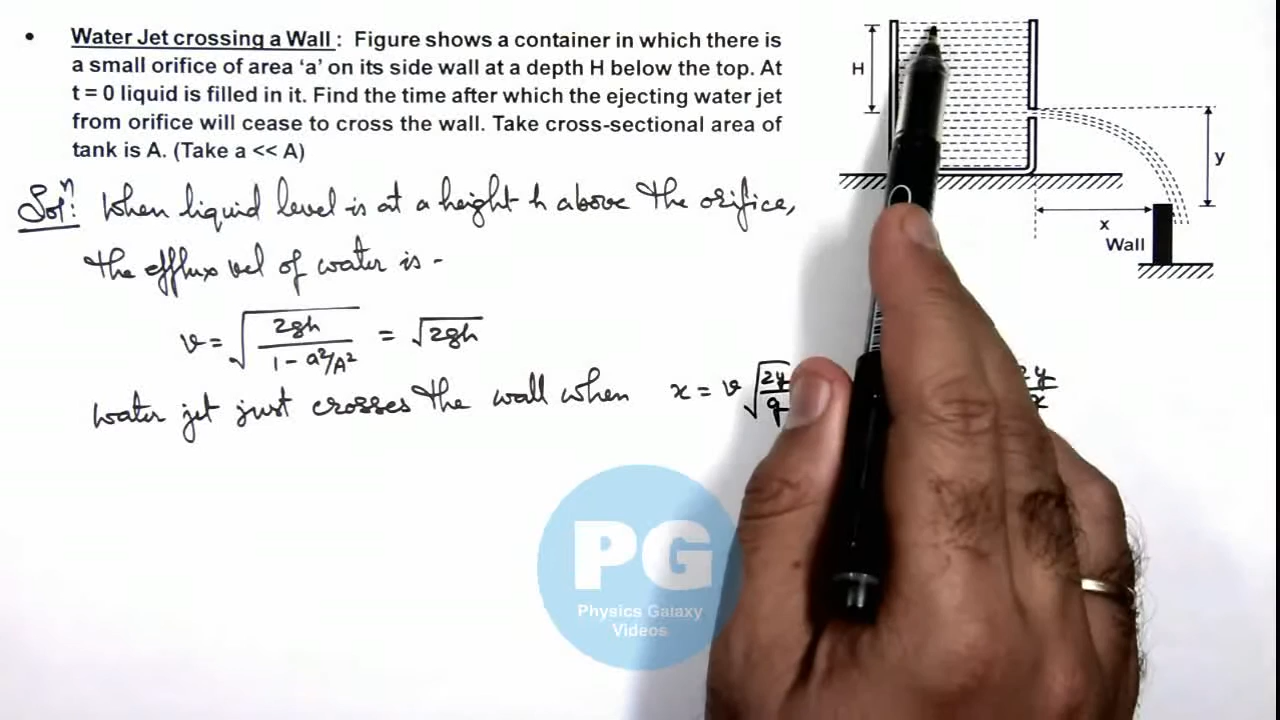 • Water Jet crossing a Wall : Figure shows a container in which there is
a small orifice of area ‘a’ on its side wall at a depth H below the top. At
t = 0 liquid is filled in it. Find the time after which the ejecting water jet
from orifice will cease to cross the wall. Take cross-sectional area of
tank is A. (Take a << A)
H
y
x
Wall
Solⁿ: When liquid level is at a height h above the orifice,
the efflux vel of water is -
v = √(2gh / (1 - a²/A²)) = √2gh
water jet just crosses the wall when x = v √(2y/g)
PG
Physics Galaxy
Videos